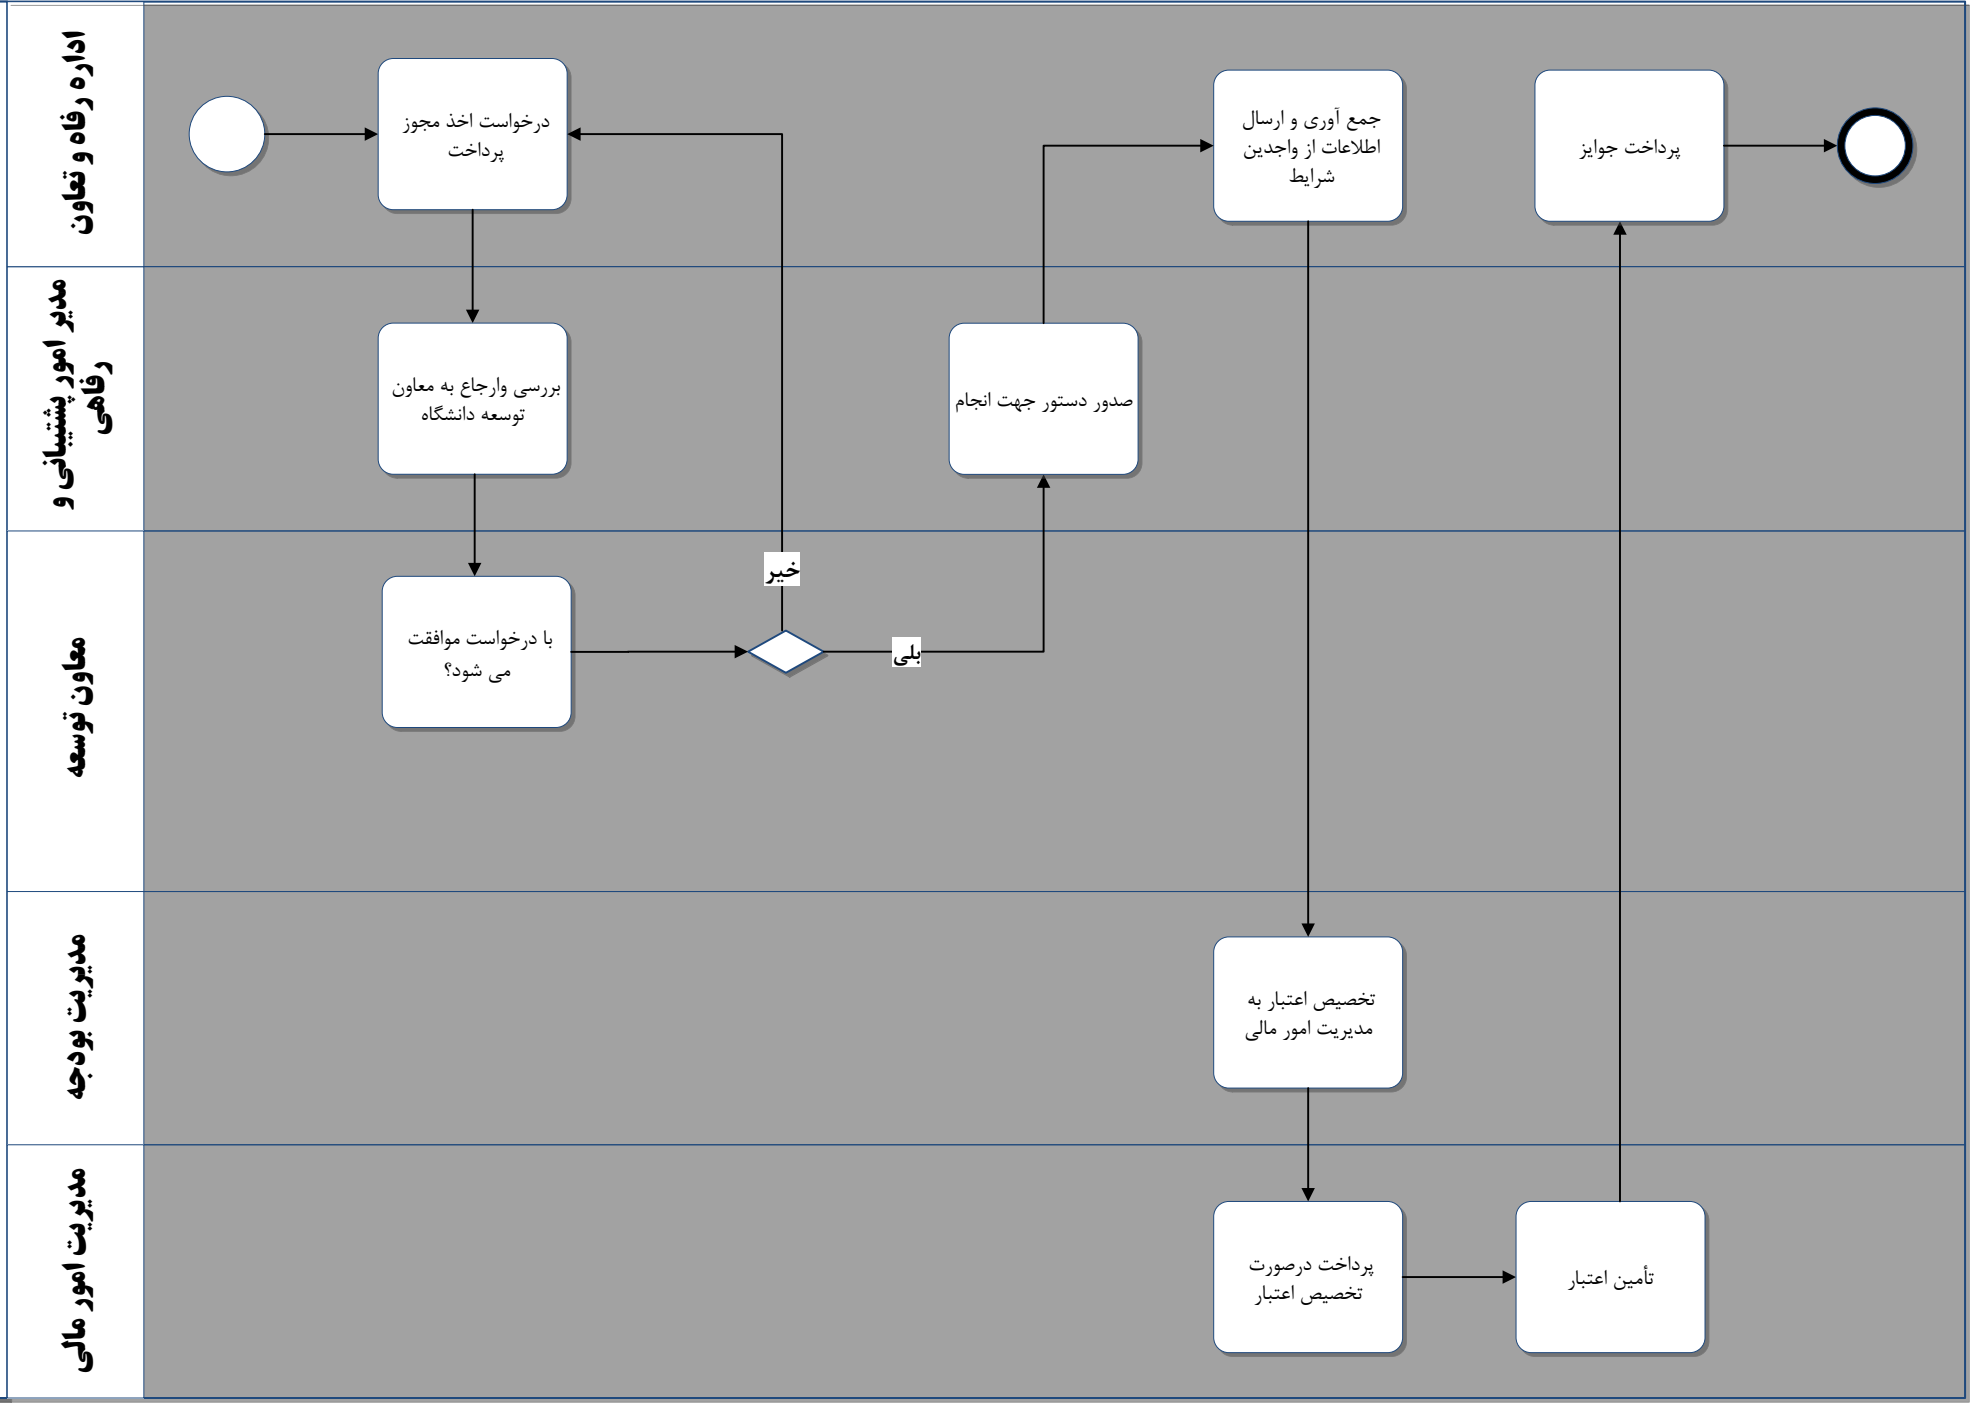 اداره رفاه و تعاون
درخواست اخذ مجوز
پرداخت
جمع آوری و ارسال
اطلاعات از واجدین
شرایط
پرداخت جوایز
مدیر امور پشتیبانی و
رفاهی
بررسی وارجاع به معاون
توسعه دانشگاه
صدور دستور جهت انجام
معاون توسعه
با درخواست موافقت
می شود؟
خیر
بلی
مدیریت بودجه
تخصیص اعتبار به
مدیریت امور مالی
مدیریت امور مالی
پرداخت درصورت
تخصیص اعتبار
تأمین اعتبار